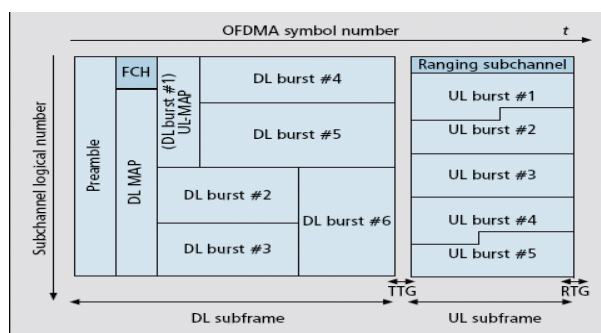 OFDMA symbol number
t
Subchannel logical number
Preamble
FCH
DL MAP
(DL burst #1)
UL-MAP
DL burst #4
DL burst #5
DL burst #2
DL burst #3
DL burst #6
Ranging subchannel
UL burst #1
UL burst #2
UL burst #3
UL burst #4
UL burst #5
TTG
RTG
DL subframe
UL subframe